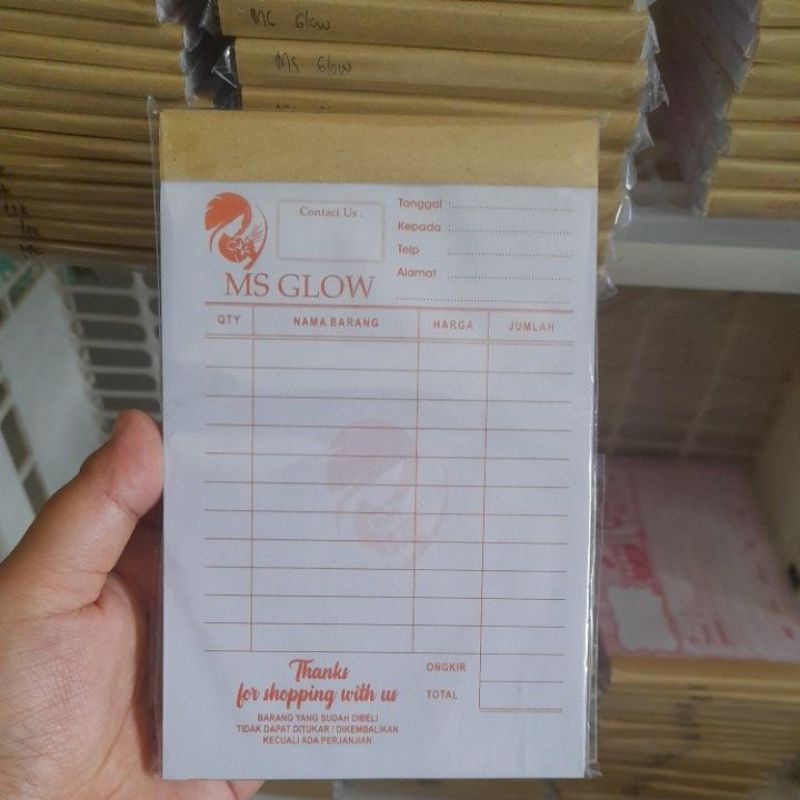 Ms Glow
Ms Glow
MS GLOW
Contact Us :
Tanggal :
Kepada :
Telp :
Alamat :
QTY NAMA BARANG HARGA JUMLAH
Thanks
for shopping with us
ONGKIR
TOTAL
BARANG YANG SUDAH DIBELI
TIDAK DAPAT DITUKAR / DIKEMBALIKAN
KECUALI ADA PERJANJIAN